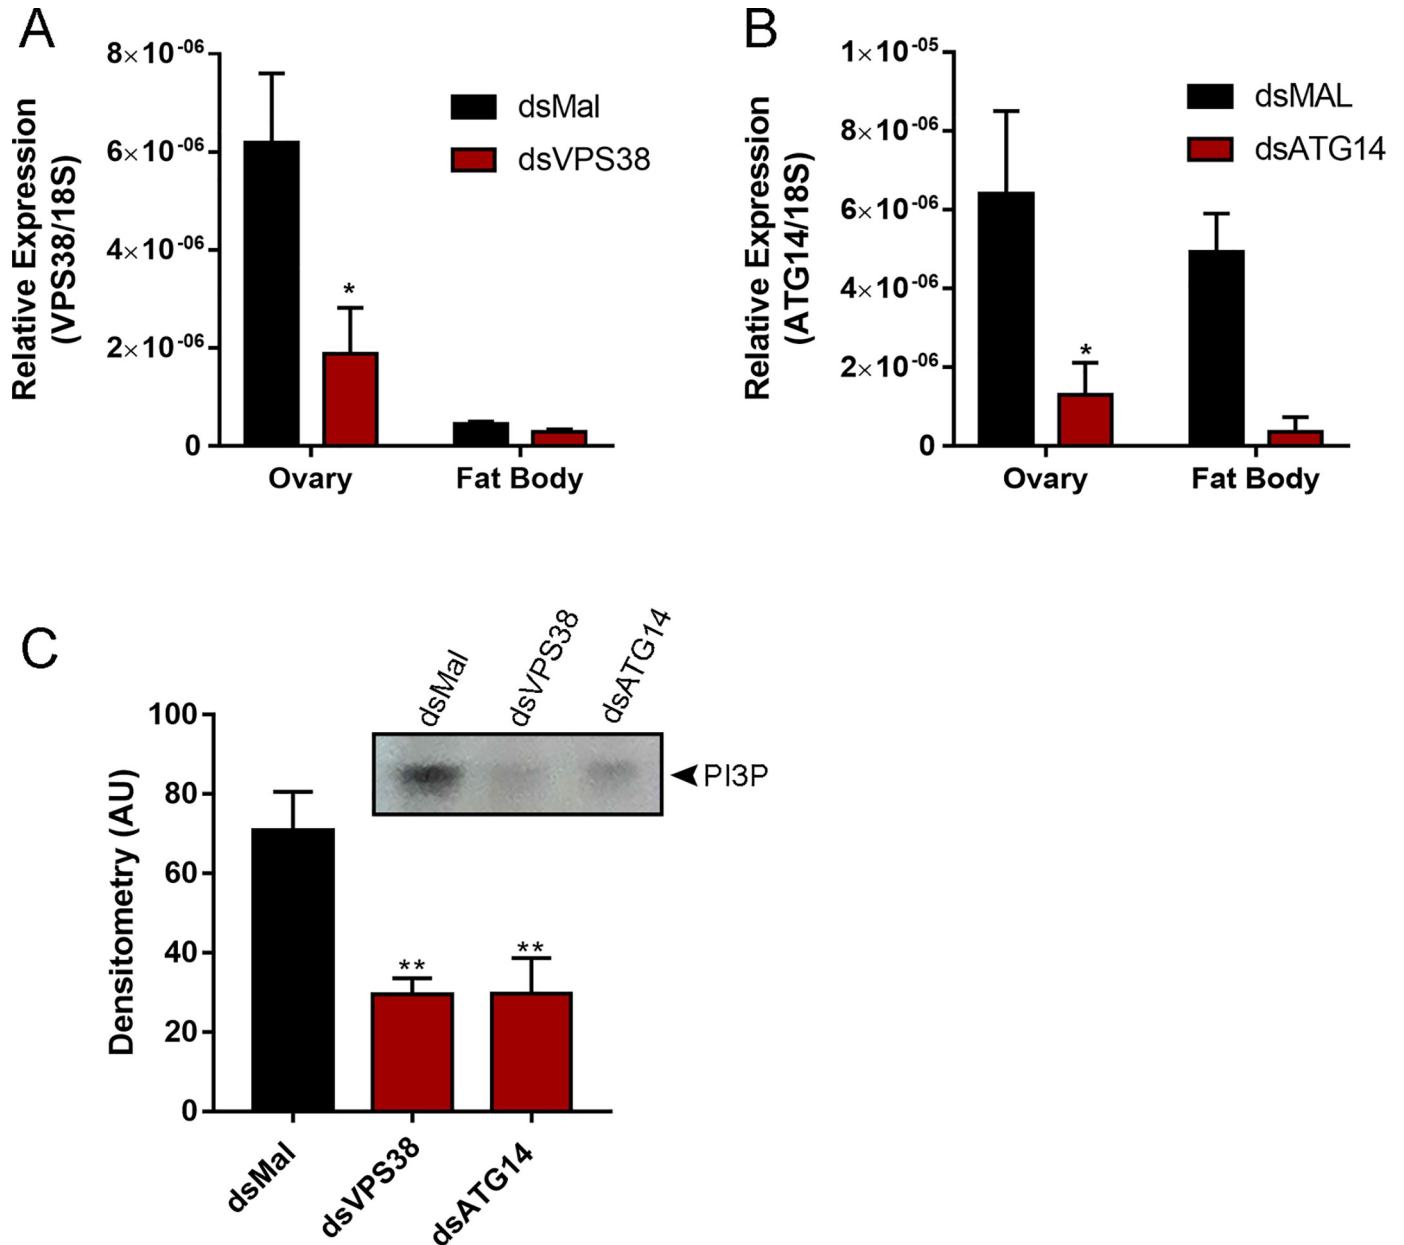 A
Relative Expression
(VPS38/18S)
8×10-06
6×10-06
4×10-06
2×10-06
0
dsMal
dsVPS38
*
Ovary
Fat Body
B
Relative Expression
(ATG14/18S)
1×10-05
8×10-06
6×10-06
4×10-06
2×10-06
0
dsMAL
dsATG14
*
Ovary
Fat Body
C
Densitometry (AU)
100
80
60
40
20
0
dsMal
dsVPS38
dsATG14
PI3P
**
**
dsMal
dsVPS38
dsATG14